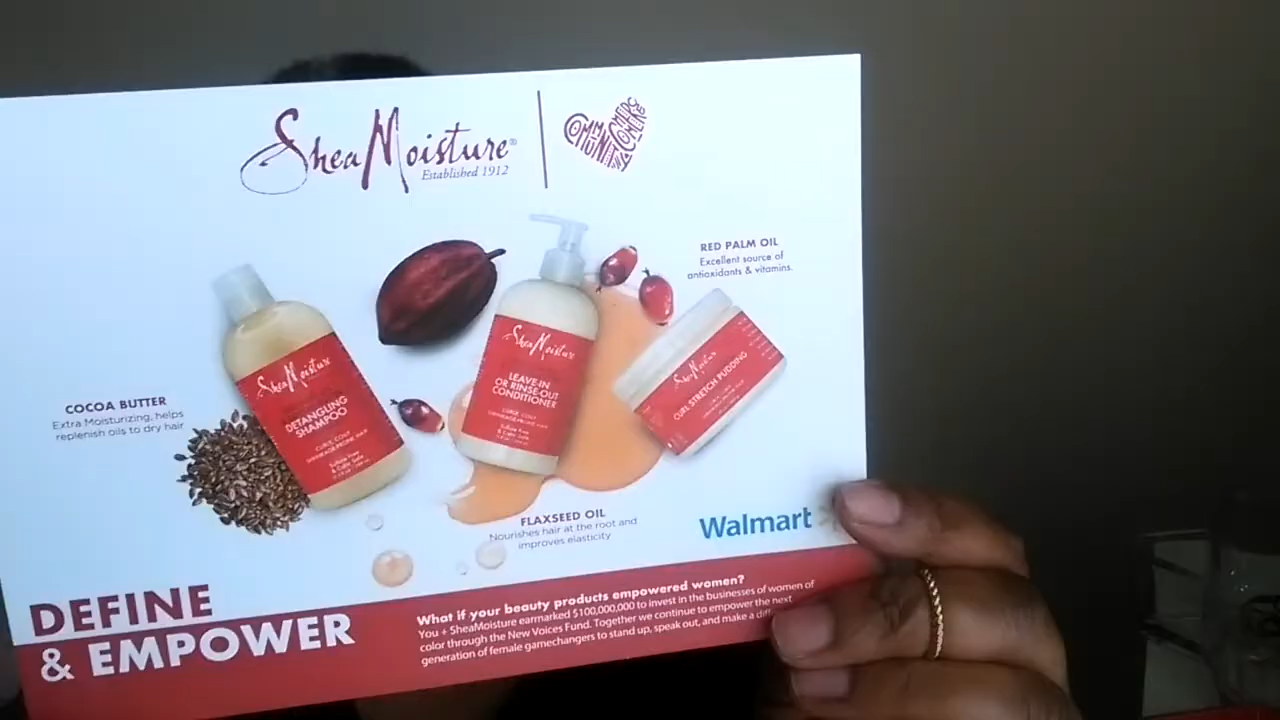 SheaMoisture®
Established 1912
COMMUNITY COMMERCE
RED PALM OIL
Excellent source of
antioxidants & vitamins.
SheaMoisture
DETANGLING
SHAMPOO
SheaMoisture
LEAVE-IN
OR RINSE-OUT
CONDITIONER
SheaMoisture
CURL STRETCH PUDDING
COCOA BUTTER
Extra Moisturizing, helps
replenish oils to dry hair
FLAXSEED OIL
Nourishes hair at the root and
improves elasticity
Walmart
DEFINE
& EMPOWER
What if your beauty products empowered women?
You + SheaMoisture earmarked $100,000,000 to invest in the businesses of women of
color through the New Voices Fund. Together we continue to empower the next
generation of female gamechangers to stand up, speak out, and make a